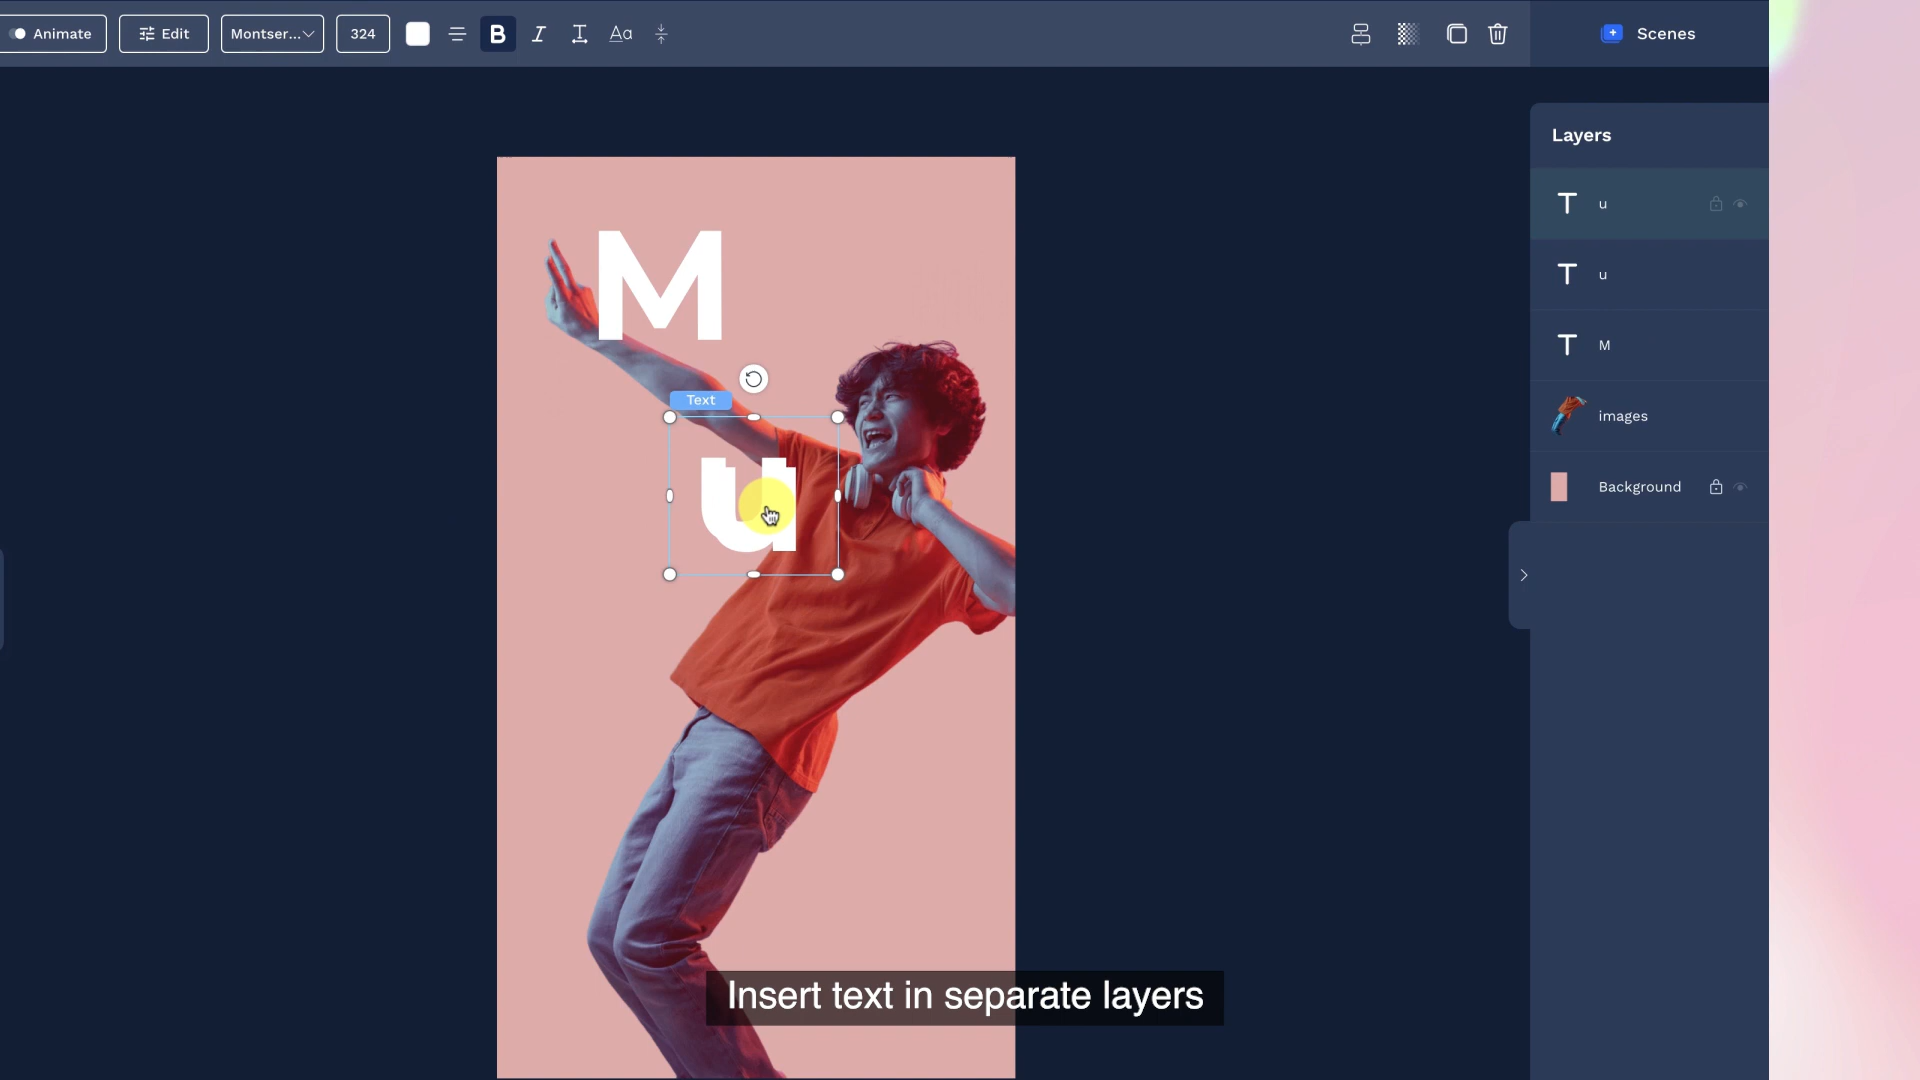 Animate
Edit
Montser...
324
B
I
T
Aa
Scenes
Layers
T u
T u
T M
images
Background
M
Text
u
Insert text in separate layers